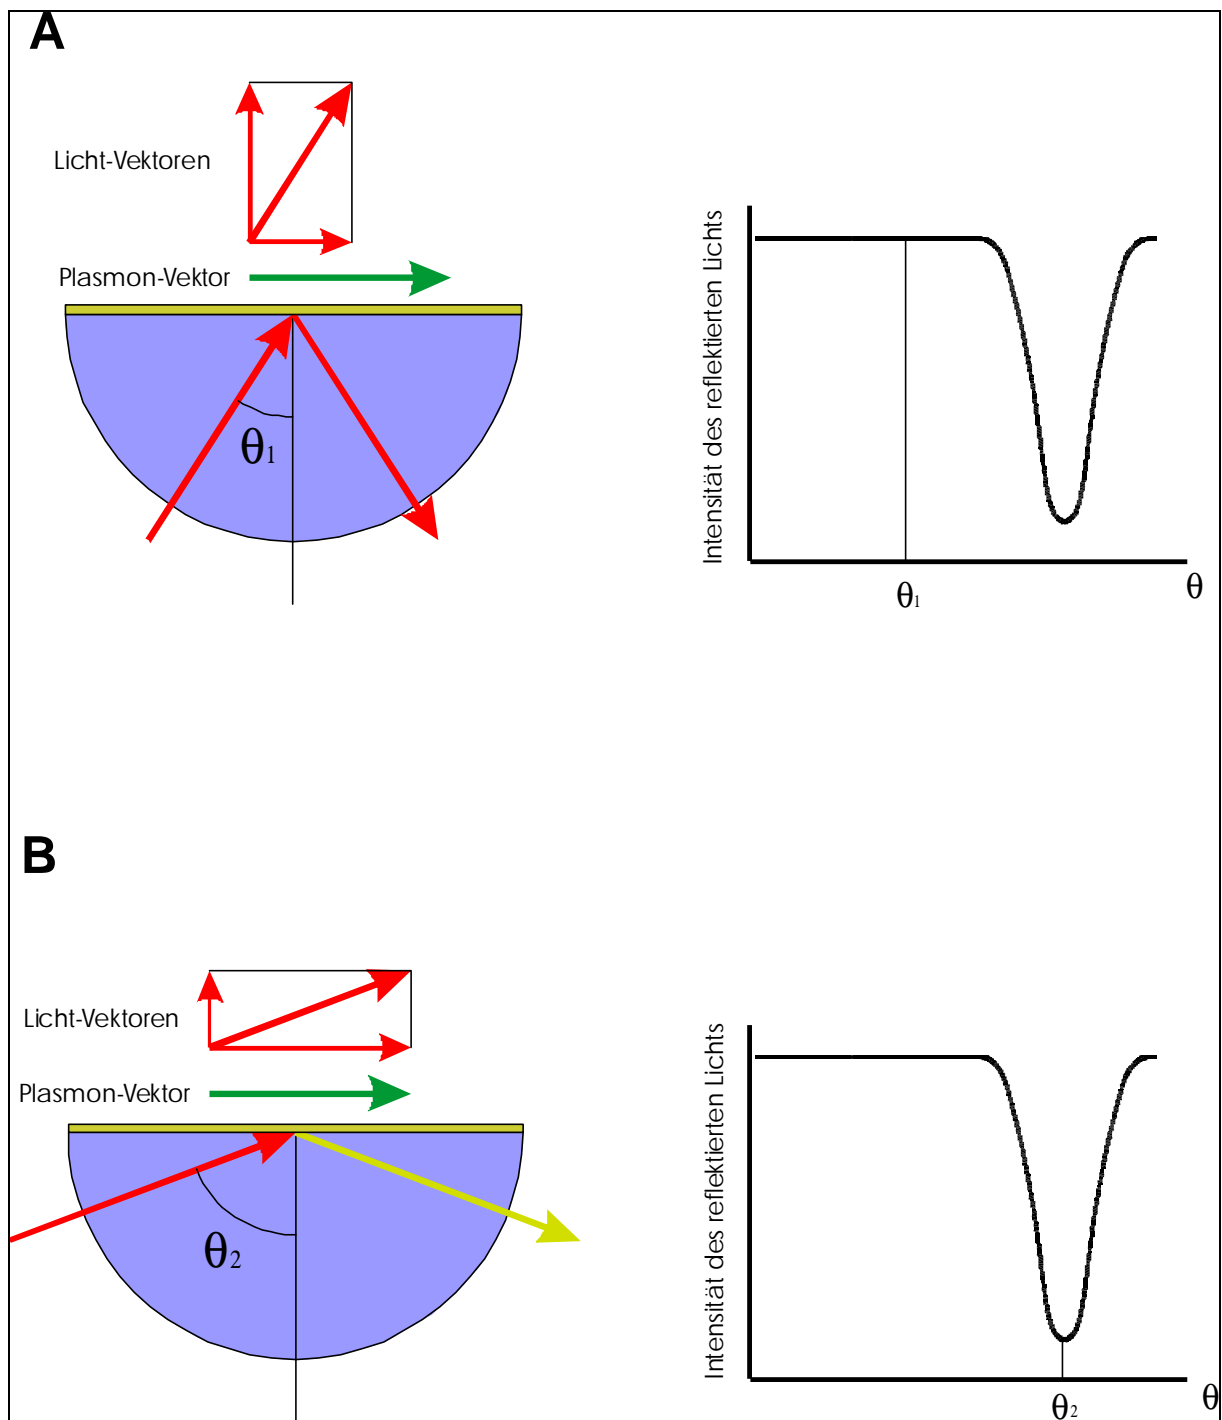 A
Licht-Vektoren
Plasmon-Vektor
θ1
Intensität des reflektierten Lichts
θ1
θ
B
Licht-Vektoren
Plasmon-Vektor
θ2
Intensität des reflektierten Lichts
θ2
θ